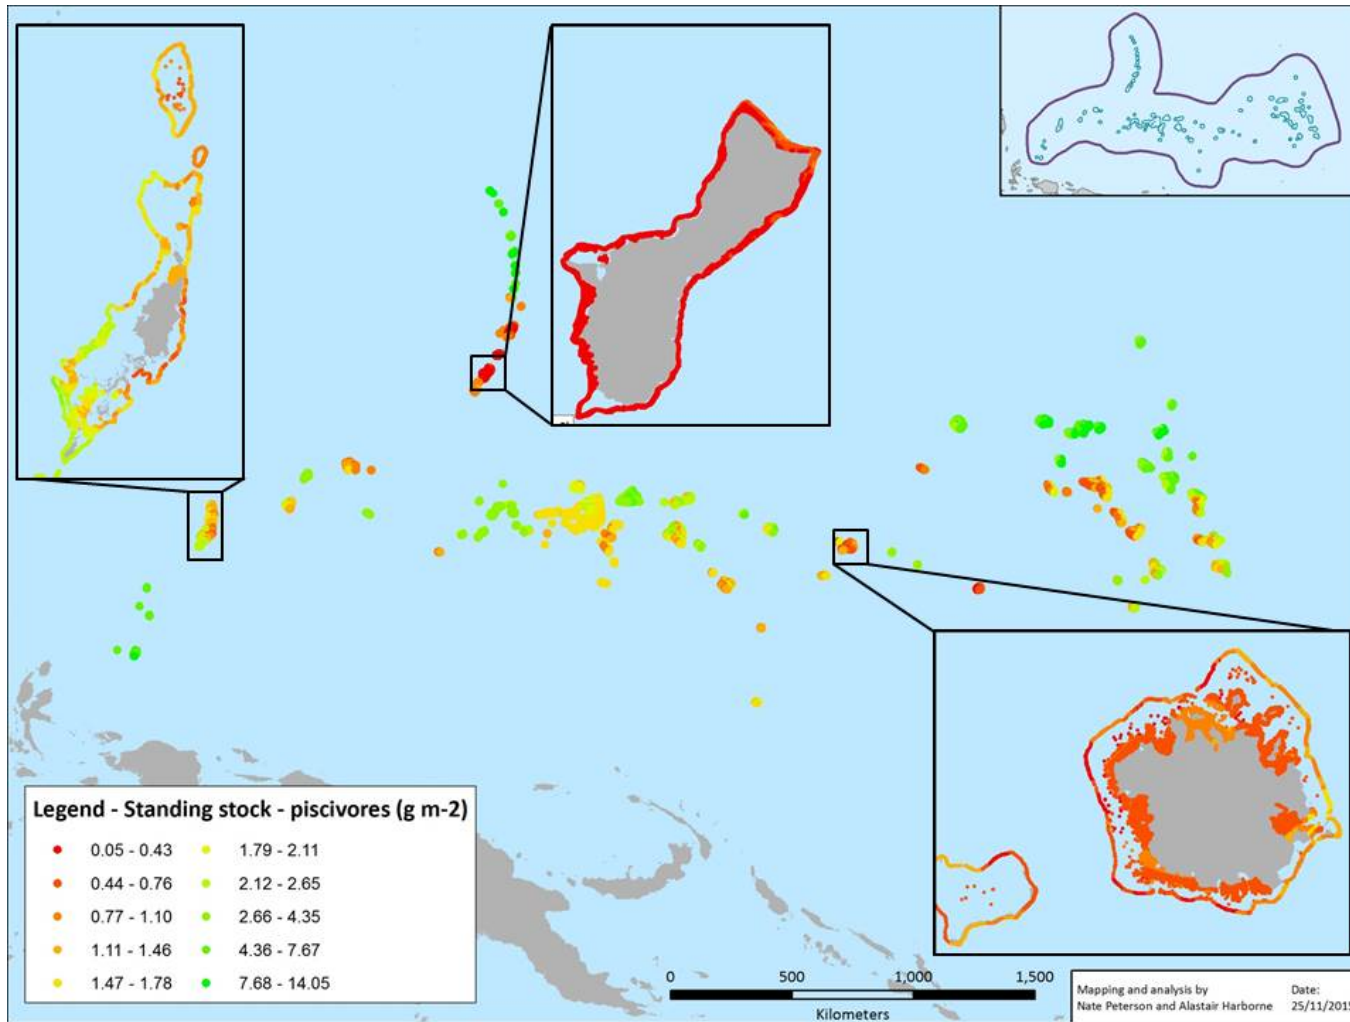 Legend - Standing stock - piscivores (g m-2)
0.05 - 0.43
0.44 - 0.76
0.77 - 1.10
1.11 - 1.46
1.47 - 1.78
1.79 - 2.11
2.12 - 2.65
2.66 - 4.35
4.36 - 7.67
7.68 - 14.05
0 500 1,000 1,500
Kilometers
Mapping and analysis by
Nate Peterson and Alastair Harborne
Date:
25/11/2015